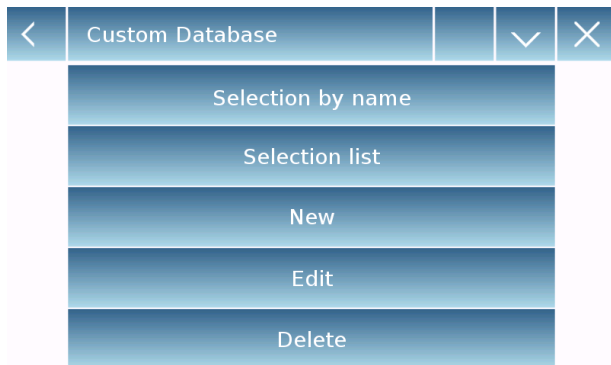 Custom Database
Selection by name
Selection list
New
Edit
Delete